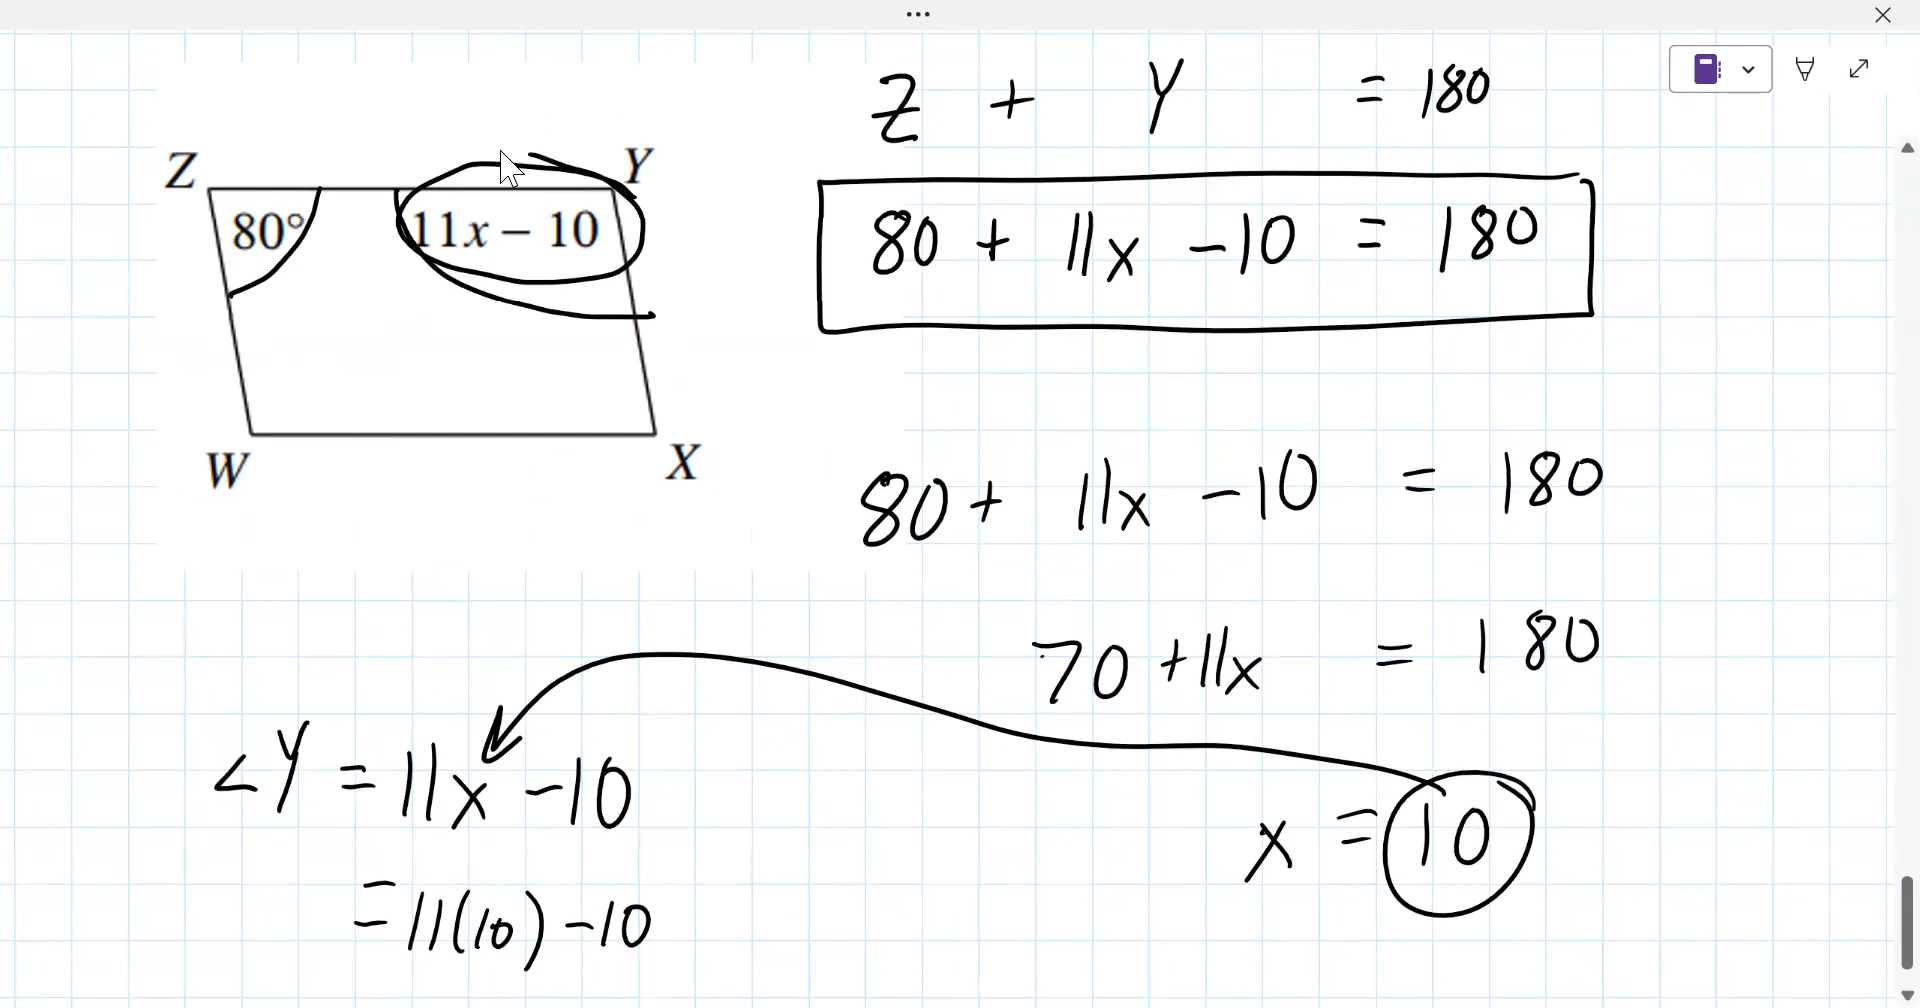 Z + Y = 180
Z Y
80° 11x − 10
80 + 11x - 10 = 180
W X
80 + 11x - 10 = 180
70 + 11x = 180
∠Y = 11x - 10
x = 10
= 11(10) - 10